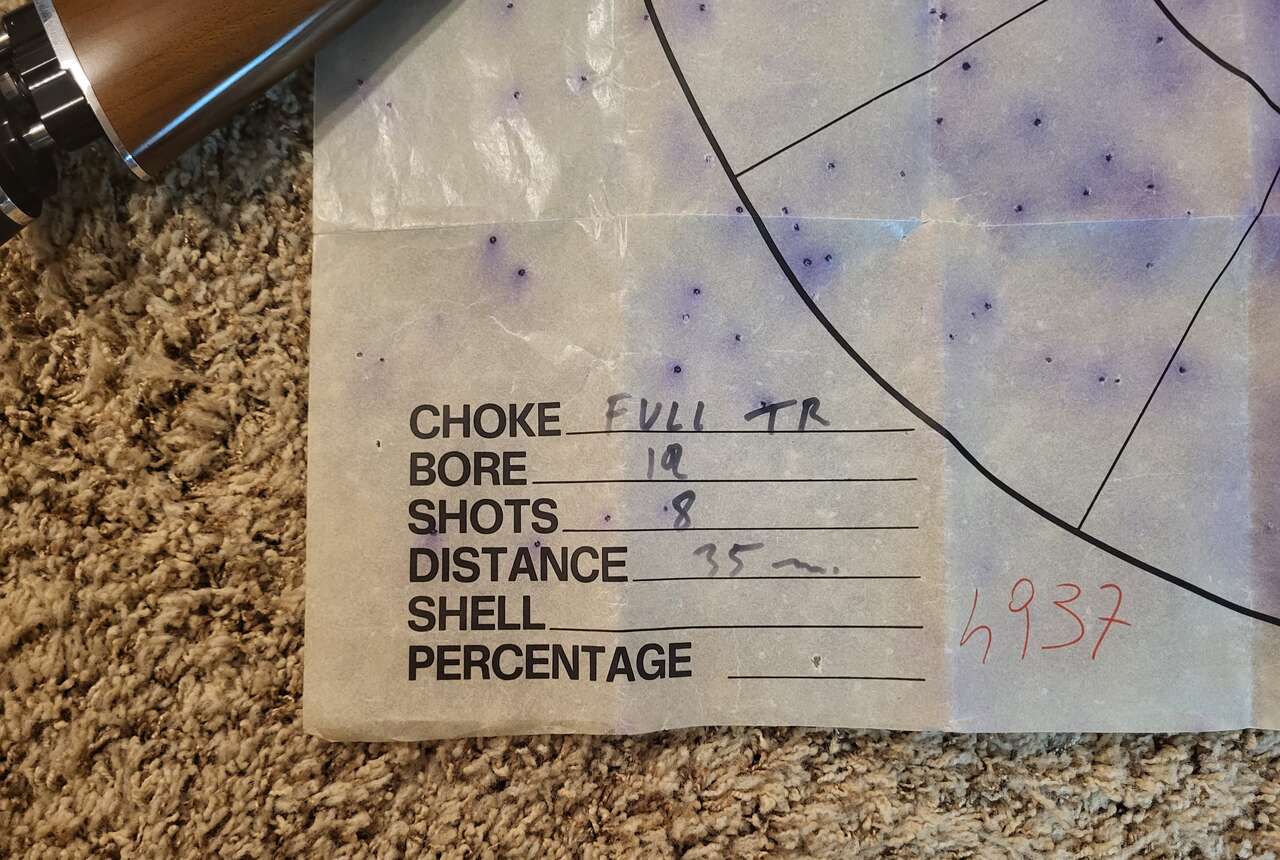 CHOKE FULL TR
BORE 12
SHOTS 8
DISTANCE 35 m.
SHELL
4937
PERCENTAGE